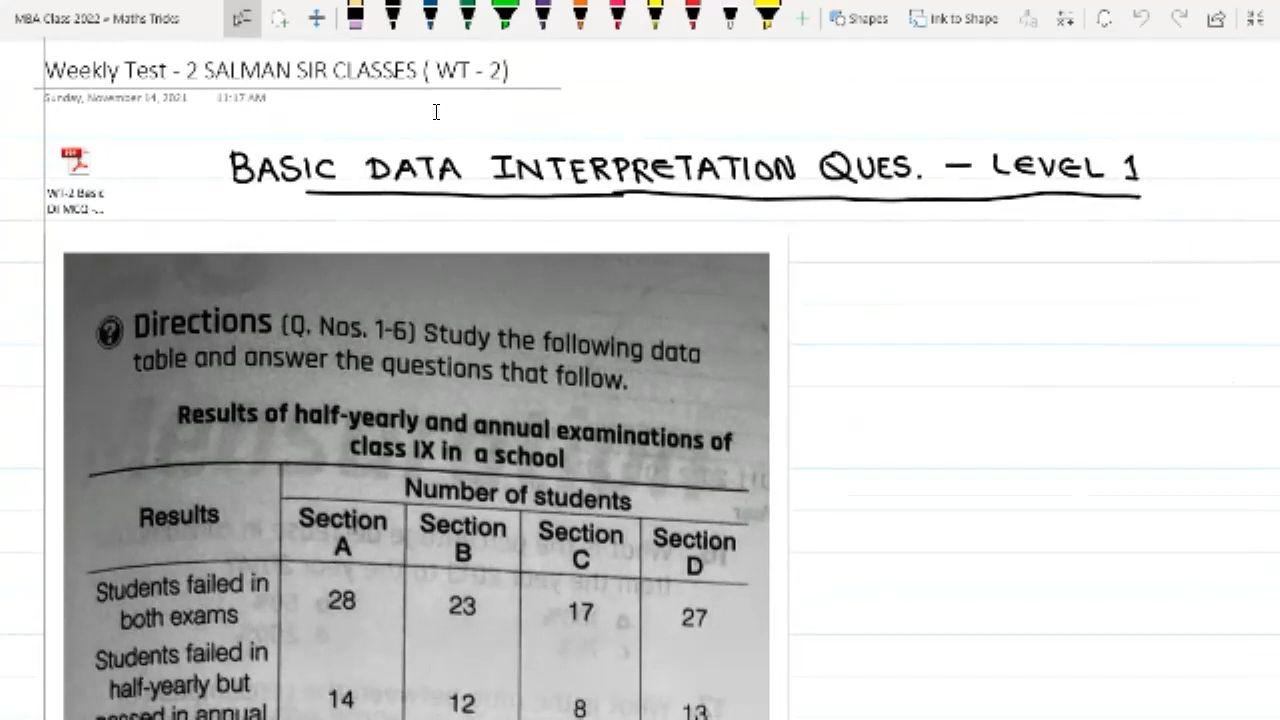 MBA Class 2022 – Maths Tricks
Shapes
Ink to Shape
Weekly Test - 2 SALMAN SIR CLASSES ( WT - 2)
Sunday, November 14, 2021 11:17 AM
BASIC DATA INTERPRETATION QUES. – LEVEL 1
WT-2 Basic
DI MCQ -...
Directions (Q. Nos. 1-6) Study the following data
table and answer the questions that follow.
Results of half-yearly and annual examinations of
class IX in a school
Results
Number of students
Section A
Section B
Section C
Section D
Students failed in
both exams
28 23 17 27
Students failed in
half-yearly but
passed in annual
14 12 8 13